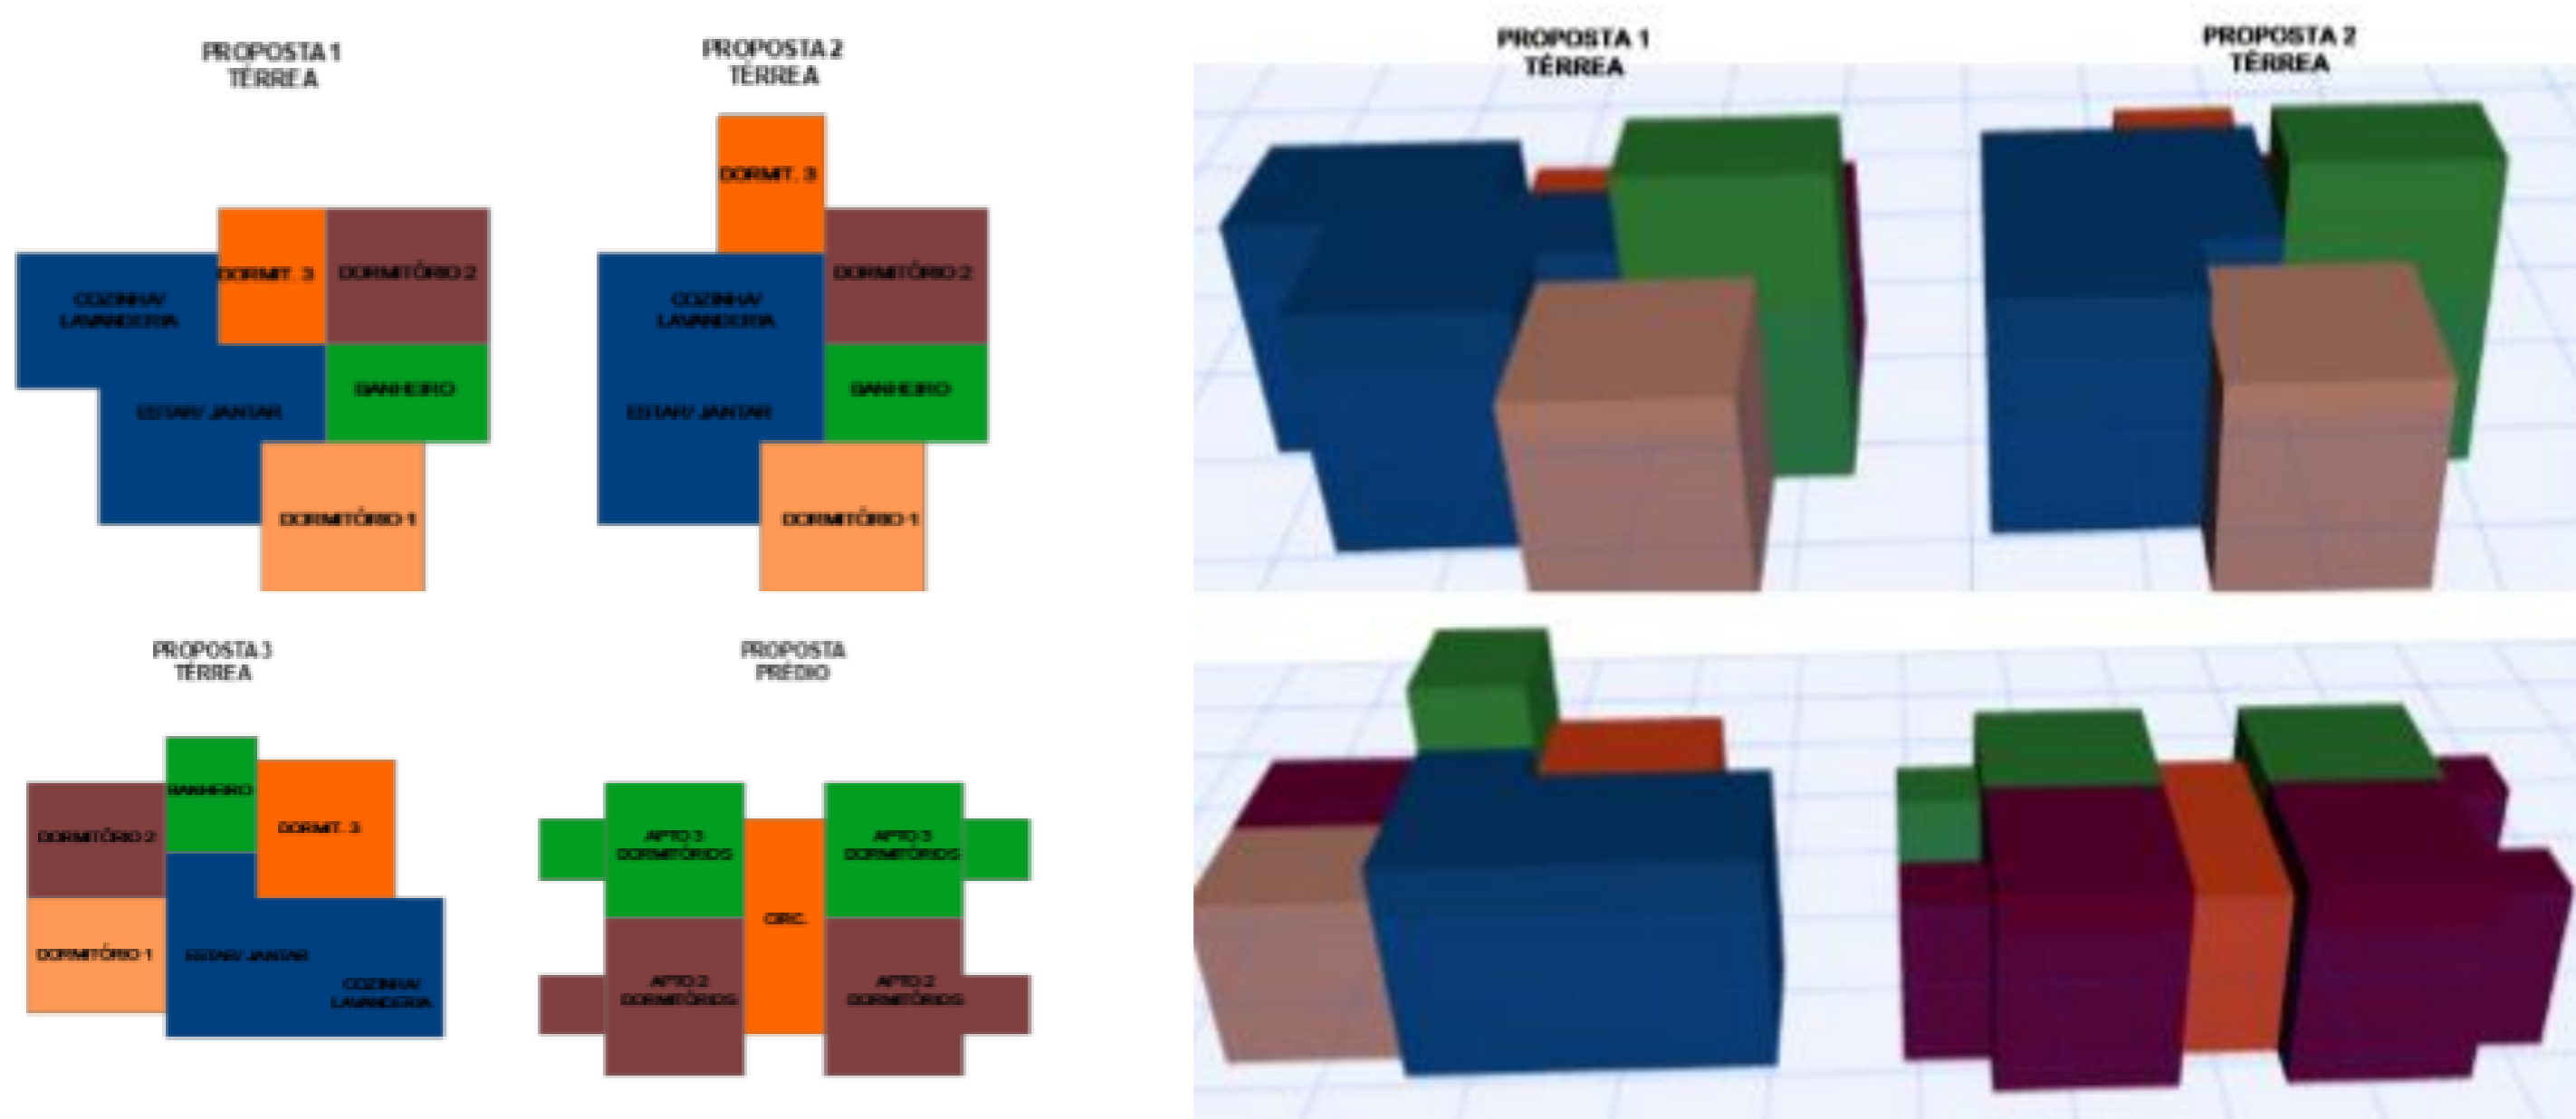 PROPOSTA 1
TÉRREA
PROPOSTA 2
TÉRREA
DORMIT. 3
DORMIT. 3
DORMITÓRIO 2
DORMITÓRIO 2
COZINHA/
LAVANDERIA
COZINHA/
LAVANDERIA
BANHEIRO
BANHEIRO
ESTAR/ JANTAR
ESTAR/ JANTAR
DORMITÓRIO 1
DORMITÓRIO 1
PROPOSTA 1
TÉRREA
PROPOSTA 2
TÉRREA
PROPOSTA 3
TÉRREA
BANHEIRO
DORMIT. 3
DORMITÓRIO 2
DORMITÓRIO 1
ESTAR/ JANTAR
COZINHA/
LAVANDERIA
PROPOSTA
PRÉDIO
APTO 3
DORMITÓRIOS
APTO 3
DORMITÓRIOS
CIRC.
APTO 2
DORMITÓRIOS
APTO 2
DORMITÓRIOS